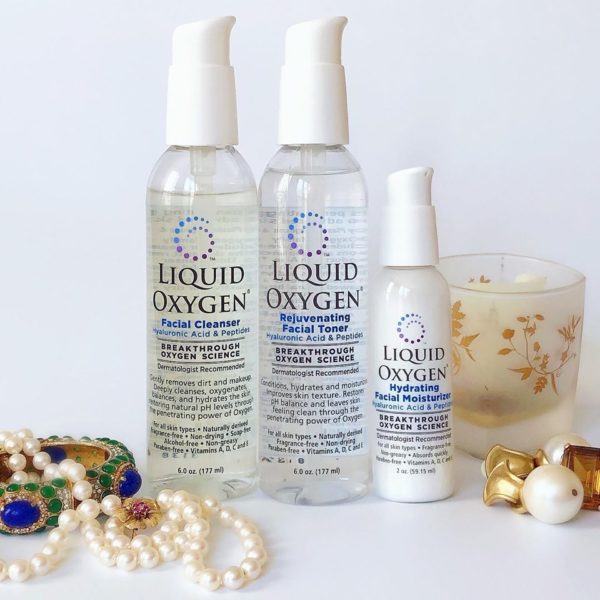 LIQUID
OXYGEN®
Facial Cleanser
Hyaluronic Acid & Peptides
BREAKTHROUGH
OXYGEN SCIENCE
Dermatologist Recommended
Gently removes dirt and makeup.
Deeply cleanses, oxygenates,
balances, and hydrates the skin
restoring natural pH levels through
the penetrating power of Oxygen.
For all skin types • Naturally derived
Fragrance-free • Non-drying • Soap-free
Alcohol-free • Non-greasy
Paraben-free • Vitamins A, D, C and E
6.0 oz. (177 ml)
LIQUID
OXYGEN®
Rejuvenating
Facial Toner
Hyaluronic Acid & Peptides
BREAKTHROUGH
OXYGEN SCIENCE
Dermatologist Recommended
Conditions, hydrates and moisturizes
Improves skin texture. Restores
pH balance and leaves skin
feeling clean through the
penetrating power of Oxygen.
For all skin types • Naturally derived
Fragrance-free • Non-drying • Soap-free
Alcohol-free • Non-greasy
Paraben-free • Vitamins A, D, C and E
6.0 oz. (177 ml)
LIQUID
OXYGEN®
Hydrating
Facial Moisturizer
Hyaluronic Acid & Peptides
BREAKTHROUGH
OXYGEN SCIENCE
Dermatologist Recommended
For all skin types • Fragrance-free
Non-greasy • Absorbs quickly
Paraben-free • Vitamins A, D, C and E
2 oz. (59.15 ml)